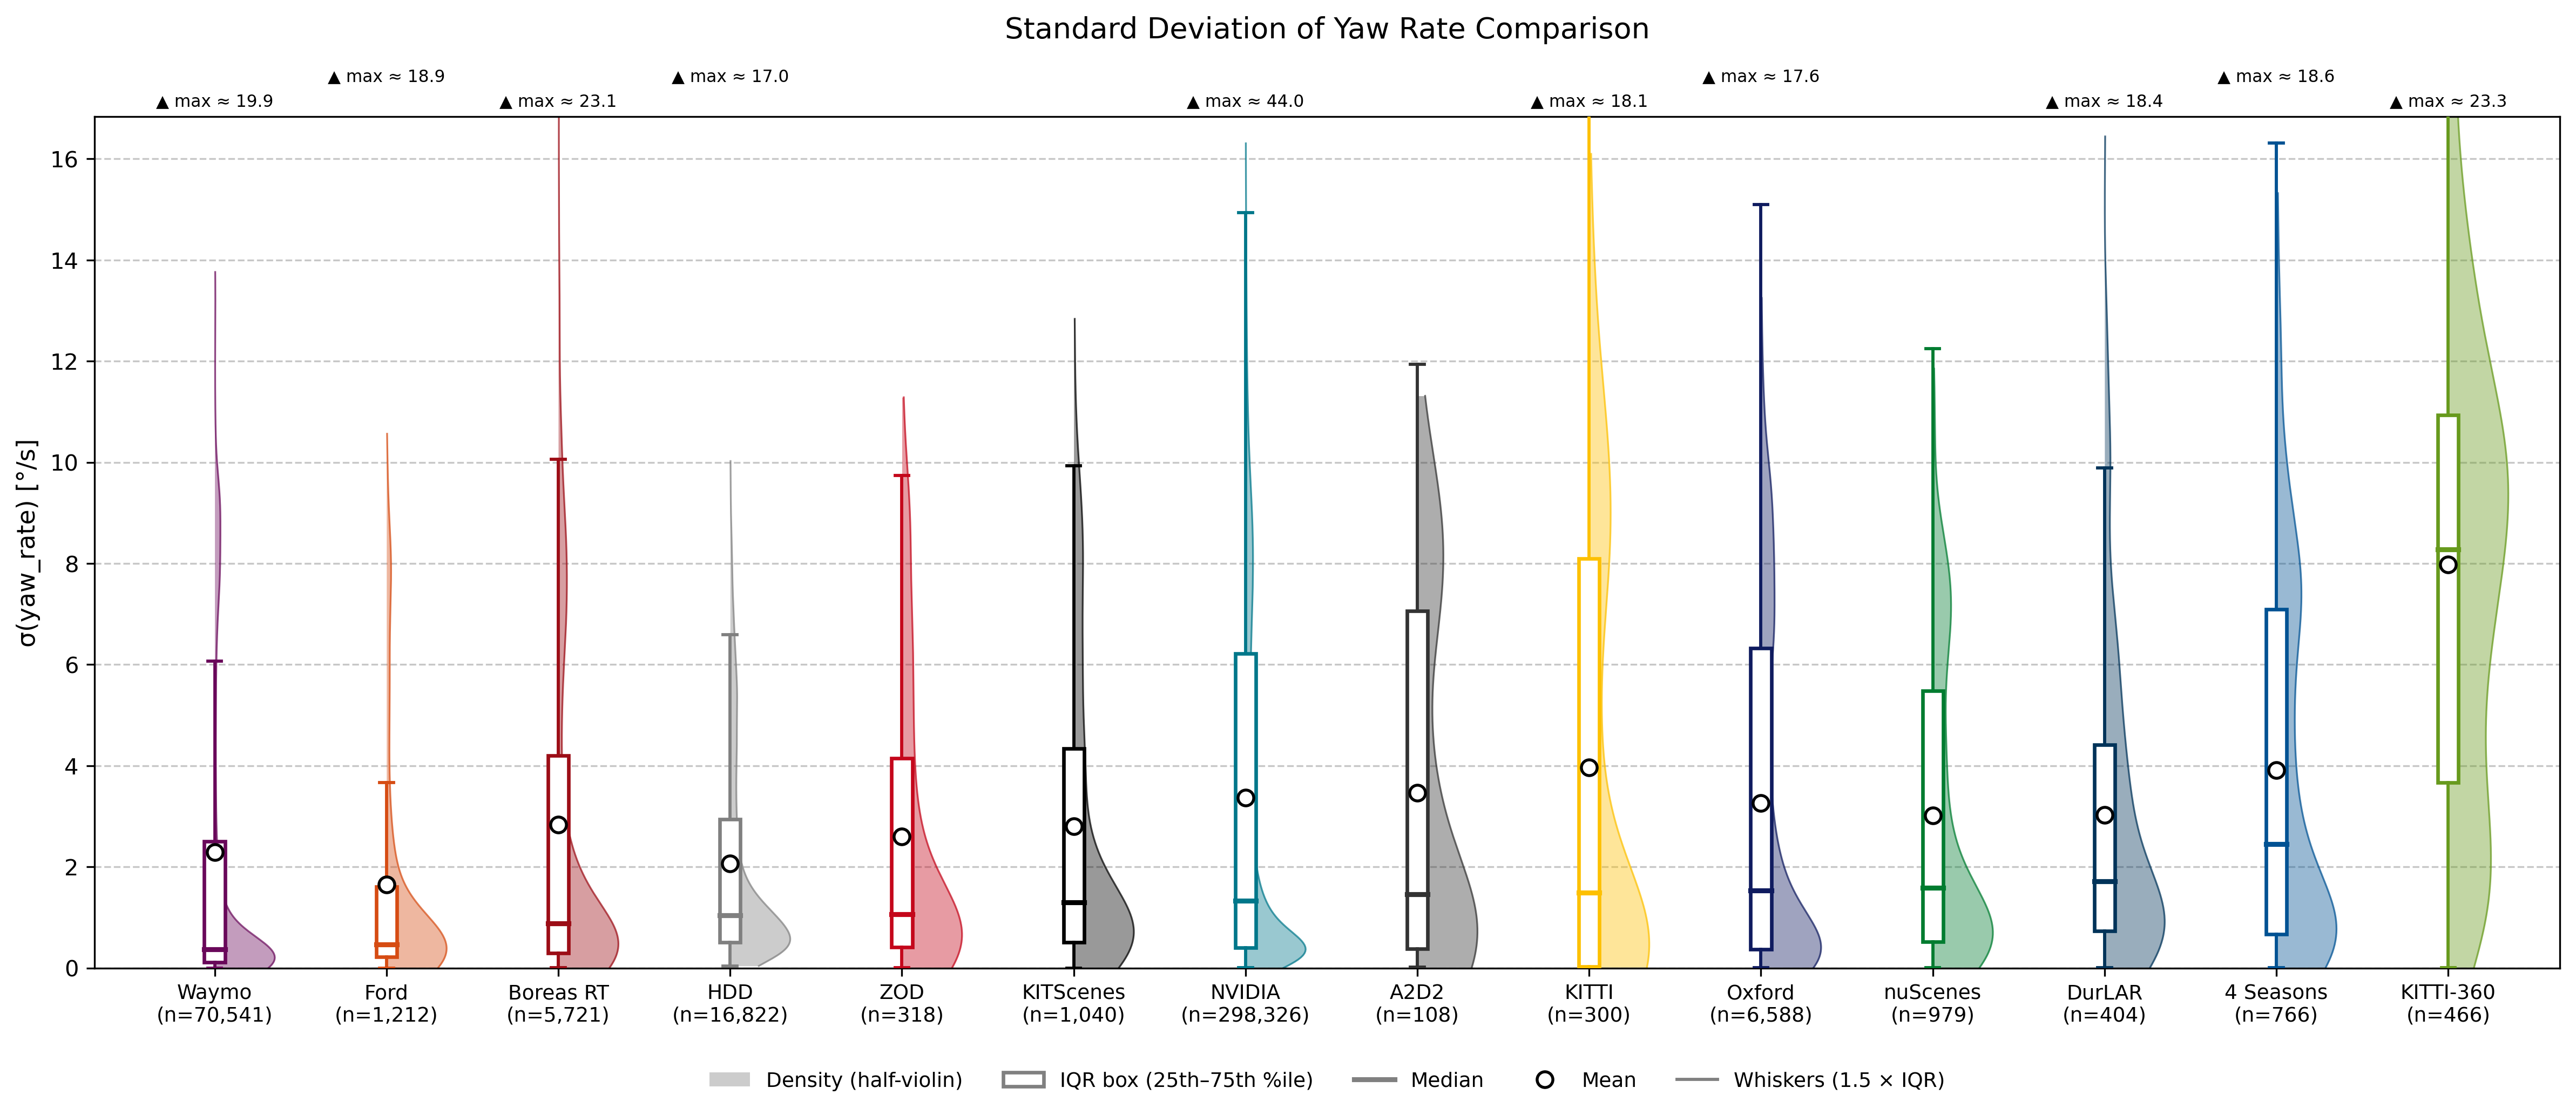 Standard Deviation of Yaw Rate Comparison
▲ max ≈ 18.9
▲ max ≈ 17.0
▲ max ≈ 17.6
▲ max ≈ 18.6
▲ max ≈ 19.9
▲ max ≈ 23.1
▲ max ≈ 44.0
▲ max ≈ 18.1
▲ max ≈ 18.4
▲ max ≈ 23.3
σ(yaw_rate) [°/s]
16
14
12
10
8
6
4
2
0
Waymo
(n=70,541)
Ford
(n=1,212)
Boreas RT
(n=5,721)
HDD
(n=16,822)
ZOD
(n=318)
KITScenes
(n=1,040)
NVIDIA
(n=298,326)
A2D2
(n=108)
KITTI
(n=300)
Oxford
(n=6,588)
nuScenes
(n=979)
DurLAR
(n=404)
4 Seasons
(n=766)
KITTI-360
(n=466)
Density (half-violin)
IQR box (25th–75th %ile)
Median
Mean
Whiskers (1.5 × IQR)